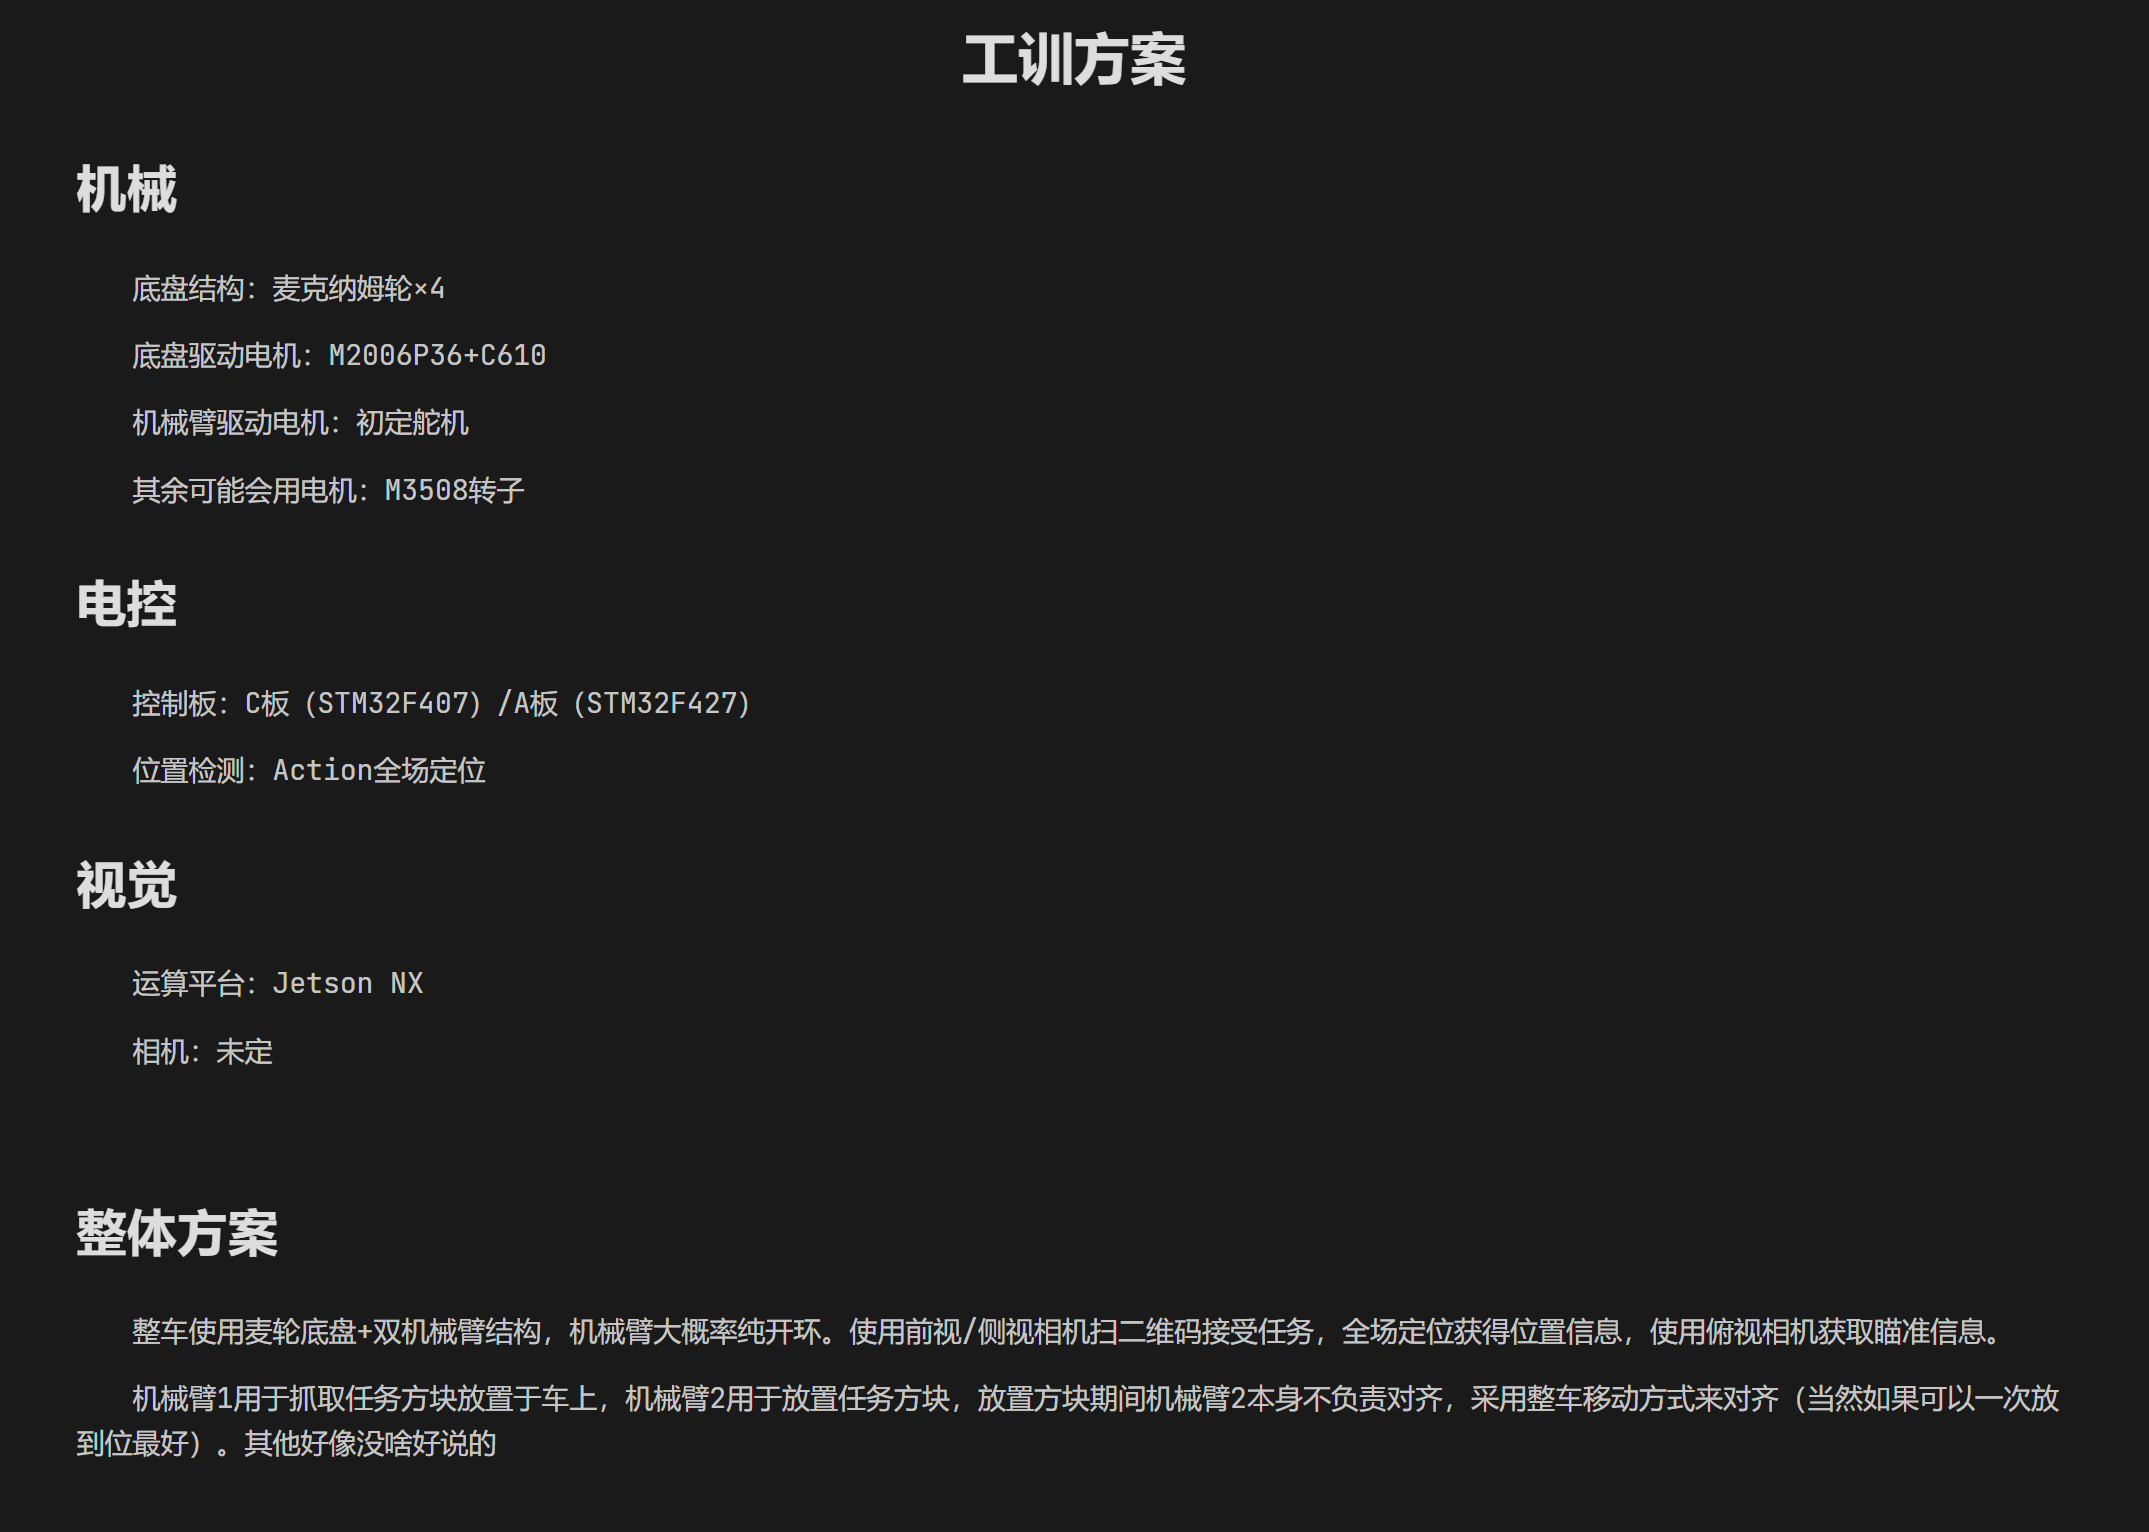 工训方案
机械
底盘结构：麦克纳姆轮×4
底盘驱动电机：M2006P36+C610
机械臂驱动电机：初定舵机
其余可能会用电机：M3508转子
电控
控制板：C板（STM32F407）/A板（STM32F427）
位置检测：Action全场定位
视觉
运算平台：Jetson NX
相机：未定
整体方案
整车使用麦轮底盘+双机械臂结构，机械臂大概率纯开环。使用前视/侧视相机扫二维码接受任务，全场定位获得位置信息，使用俯视相机获取瞄准信息。
机械臂1用于抓取任务方块放置于车上，机械臂2用于放置任务方块，放置方块期间机械臂2本身不负责对齐，采用整车移动方式来对齐（当然如果可以一次放
到位最好）。其他好像没啥好说的